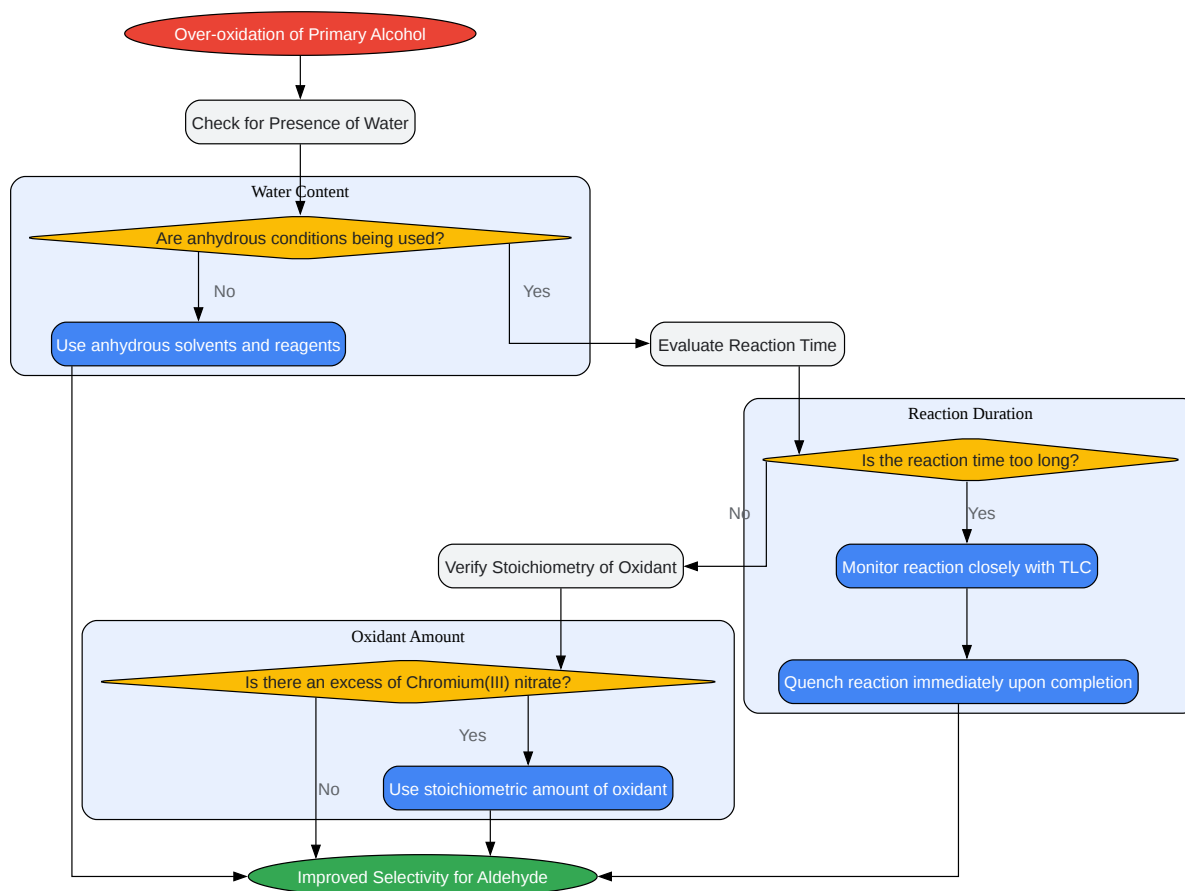 Over-oxidation of Primary Alcohol
Check for Presence of Water
Water Content
Are anhydrous conditions being used?
No
Yes
Use anhydrous solvents and reagents
Evaluate Reaction Time
Reaction Duration
Is the reaction time too long?
No
Yes
Verify Stoichiometry of Oxidant
Monitor reaction closely with TLC
Oxidant Amount
Is there an excess of Chromium(III) nitrate?
Quench reaction immediately upon completion
Yes
No
Use stoichiometric amount of oxidant
Improved Selectivity for Aldehyde